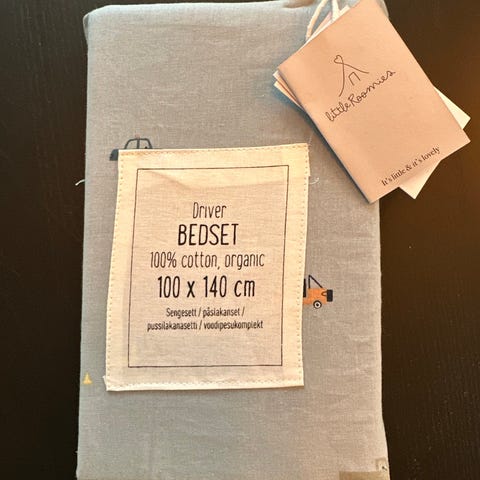 little Roomies
It's little & it's lovely
Driver
BEDSET
100% cotton, organic
100 x 140 cm
Sengesett / påslakanset /
pussilakanasetti / voodipesukomplekt